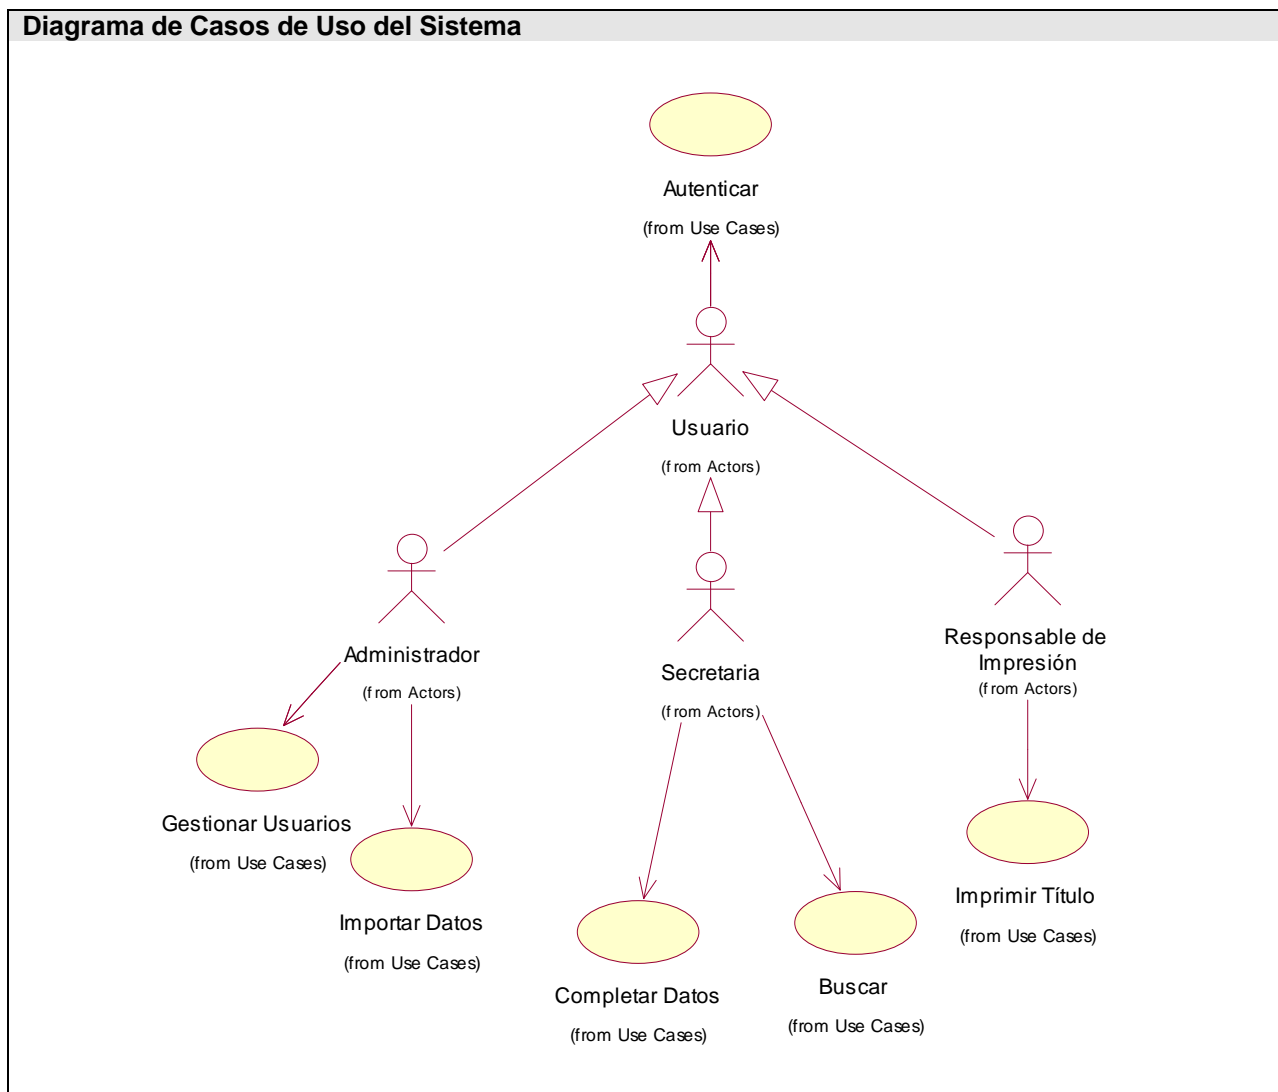 Diagrama de Casos de Uso del Sistema
Autenticar
(from Use Cases)
Usuario
(from Actors)
Administrador
(from Actors)
Secretaria
(from Actors)
Responsable de
Impresión
(from Actors)
Gestionar Usuarios
(from Use Cases)
Importar Datos
(from Use Cases)
Completar Datos
(from Use Cases)
Buscar
(from Use Cases)
Imprimir Título
(from Use Cases)